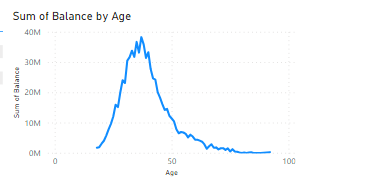 Sum of Balance by Age
40M
30M
20M
10M
0M
Sum of Balance
0
50
100
Age